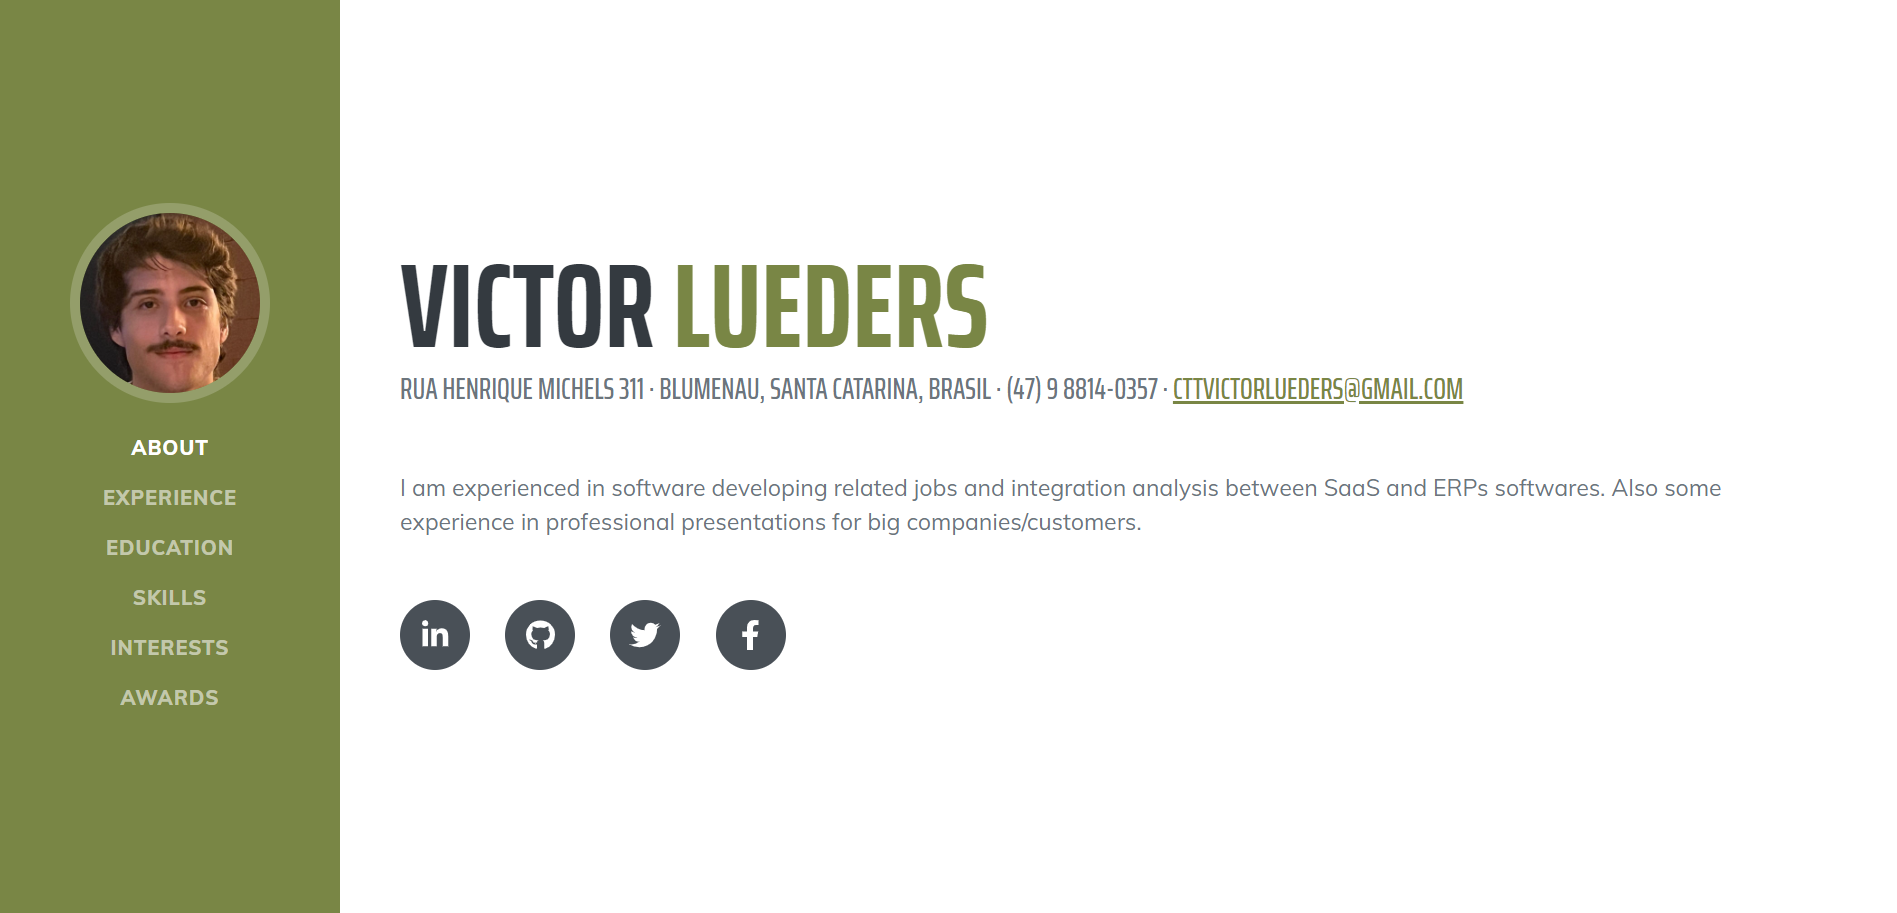 ABOUT
EXPERIENCE
EDUCATION
SKILLS
INTERESTS
AWARDS
VICTOR LUEDERS
RUA HENRIQUE MICHELS 311 · BLUMENAU, SANTA CATARINA, BRASIL · (47) 9 8814-0357 · CTTVICTORLUEDERS@GMAIL.COM
I am experienced in software developing related jobs and integration analysis between SaaS and ERPs softwares. Also some
experience in professional presentations for big companies/customers.